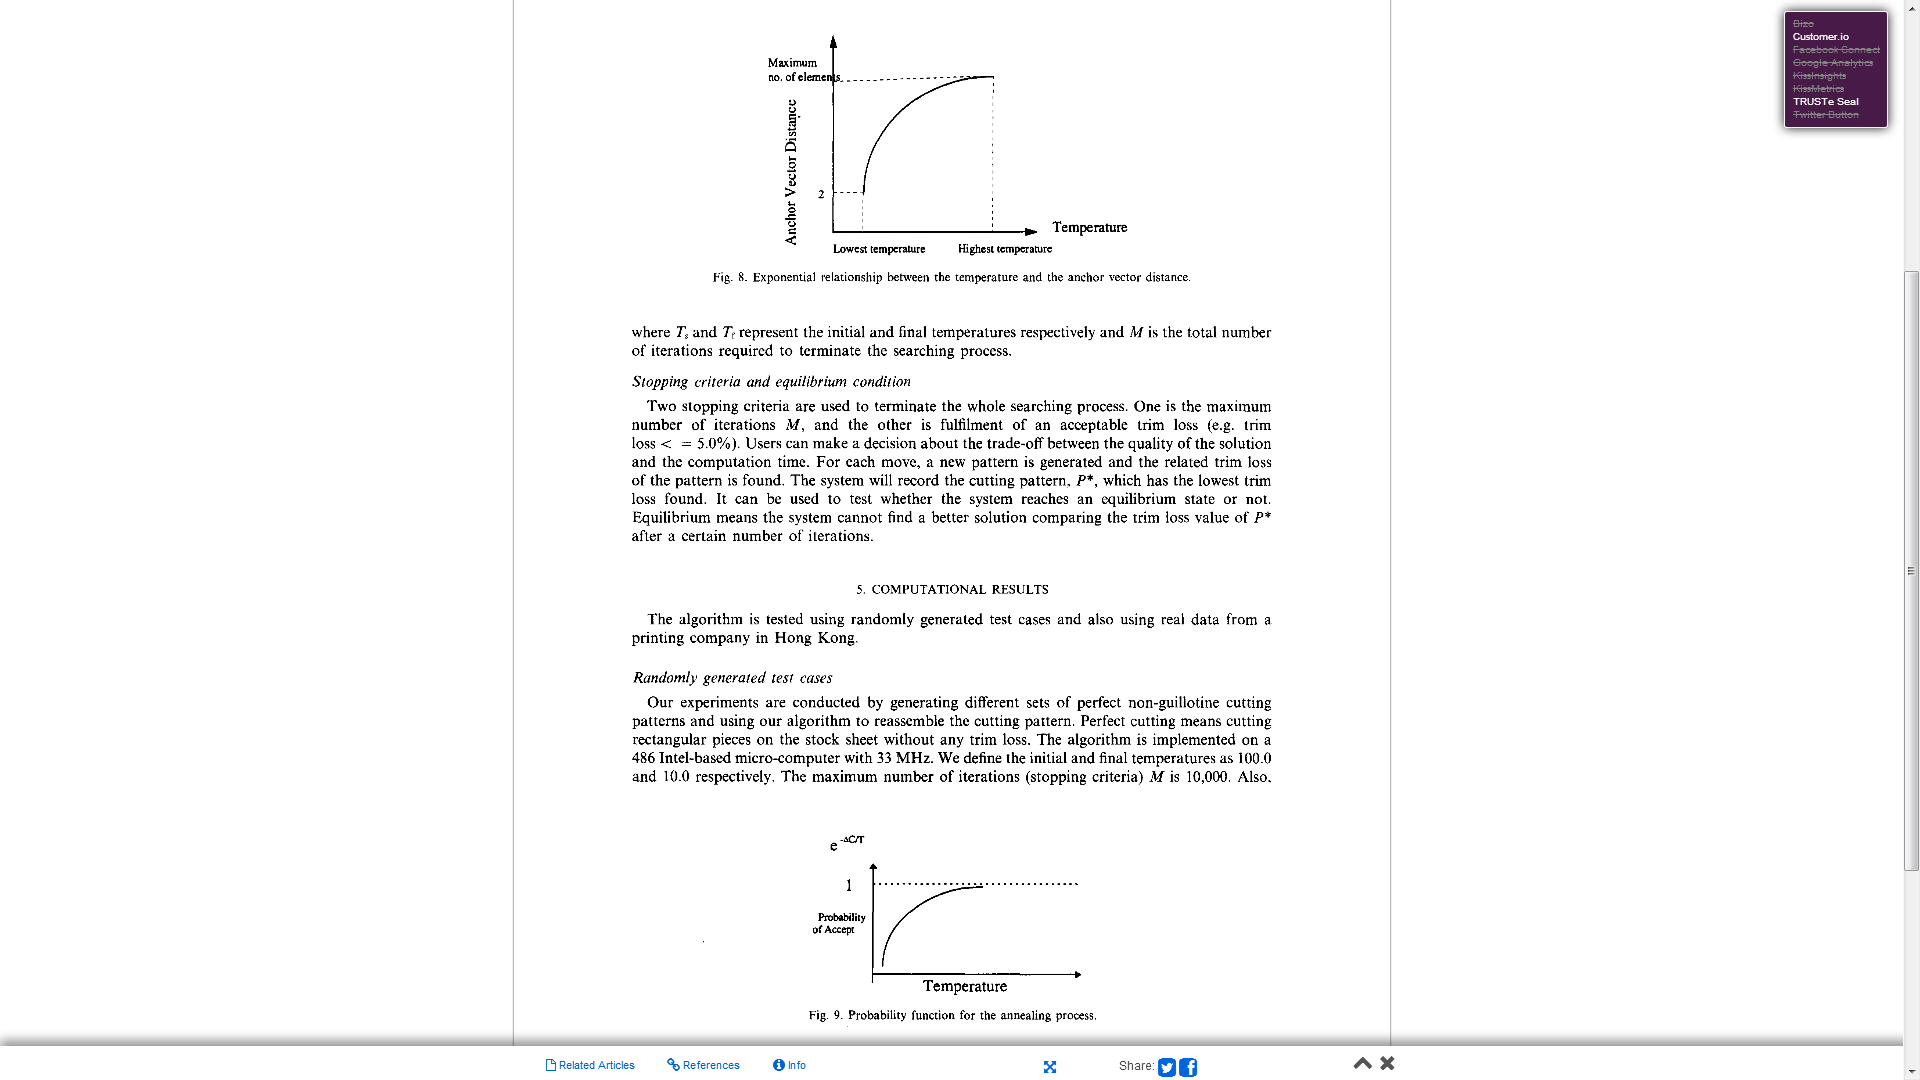 Maximum
no. of elements
Anchor Vector Distance
2
Temperature
Lowest temperature Highest temperature
Fig. 8. Exponential relationship between the temperature and the anchor vector distance.
where Ts and Tf represent the initial and final temperatures respectively and M is the total number
of iterations required to terminate the searching process.
Stopping criteria and equilibrium condition
Two stopping criteria are used to terminate the whole searching process. One is the maximum
number of iterations M, and the other is fulfilment of an acceptable trim loss (e.g. trim
loss < = 5.0%). Users can make a decision about the trade-off between the quality of the solution
and the computation time. For each move, a new pattern is generated and the related trim loss
of the pattern is found. The system will record the cutting pattern, P*, which has the lowest trim
loss found. It can be used to test whether the system reaches an equilibrium state or not.
Equilibrium means the system cannot find a better solution comparing the trim loss value of P*
after a certain number of iterations.
5. COMPUTATIONAL RESULTS
The algorithm is tested using randomly generated test cases and also using real data from a
printing company in Hong Kong.
Randomly generated test cases
Our experiments are conducted by generating different sets of perfect non-guillotine cutting
patterns and using our algorithm to reassemble the cutting pattern. Perfect cutting means cutting
rectangular pieces on the stock sheet without any trim loss. The algorithm is implemented on a
486 Intel-based micro-computer with 33 MHz. We define the initial and final temperatures as 100.0
and 10.0 respectively. The maximum number of iterations (stopping criteria) M is 10,000. Also,
e -ΔC/T
1
Probability
of Accept
Temperature
Fig. 9. Probability function for the annealing process.
Bizo
Customer.io
Facebook Connect
Google Analytics
KissInsights
KissMetrics
TRUSTe Seal
Twitter Button
Related Articles References Info Share: